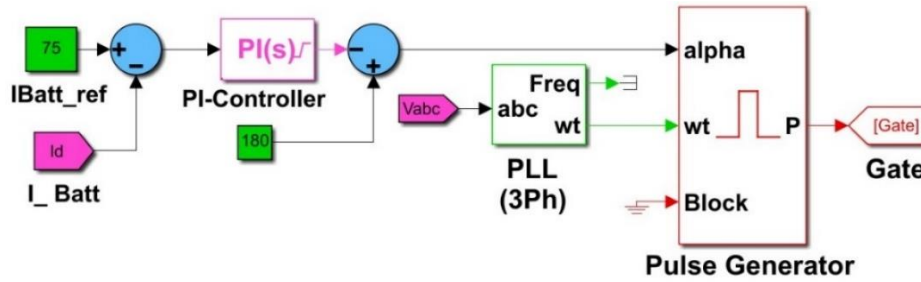 75
IBatt_ref
Id
I_ Batt
PI(s)
PI-Controller
180
Vabc
abc
Freq
wt
PLL
(3Ph)
alpha
wt
Block
P
Pulse Generator
[Gate]
Gate